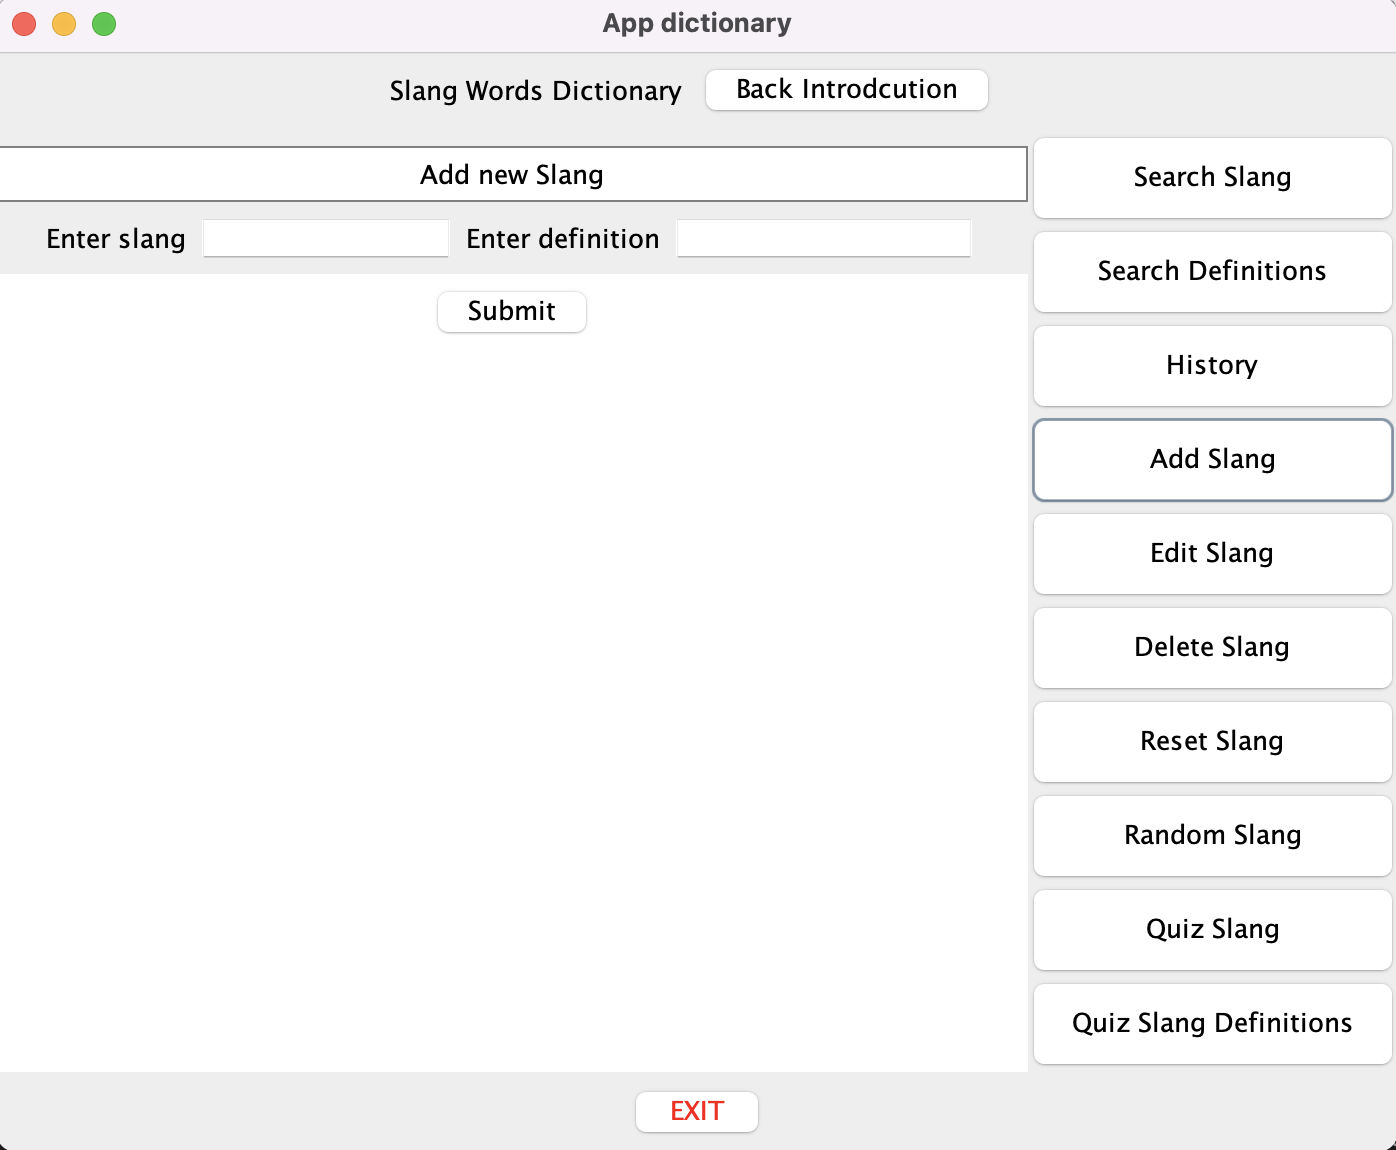 App dictionary
Slang Words Dictionary Back Introdcution
Add new Slang
Enter slang Enter definition
Submit
Search Slang
Search Definitions
History
Add Slang
Edit Slang
Delete Slang
Reset Slang
Random Slang
Quiz Slang
Quiz Slang Definitions
EXIT